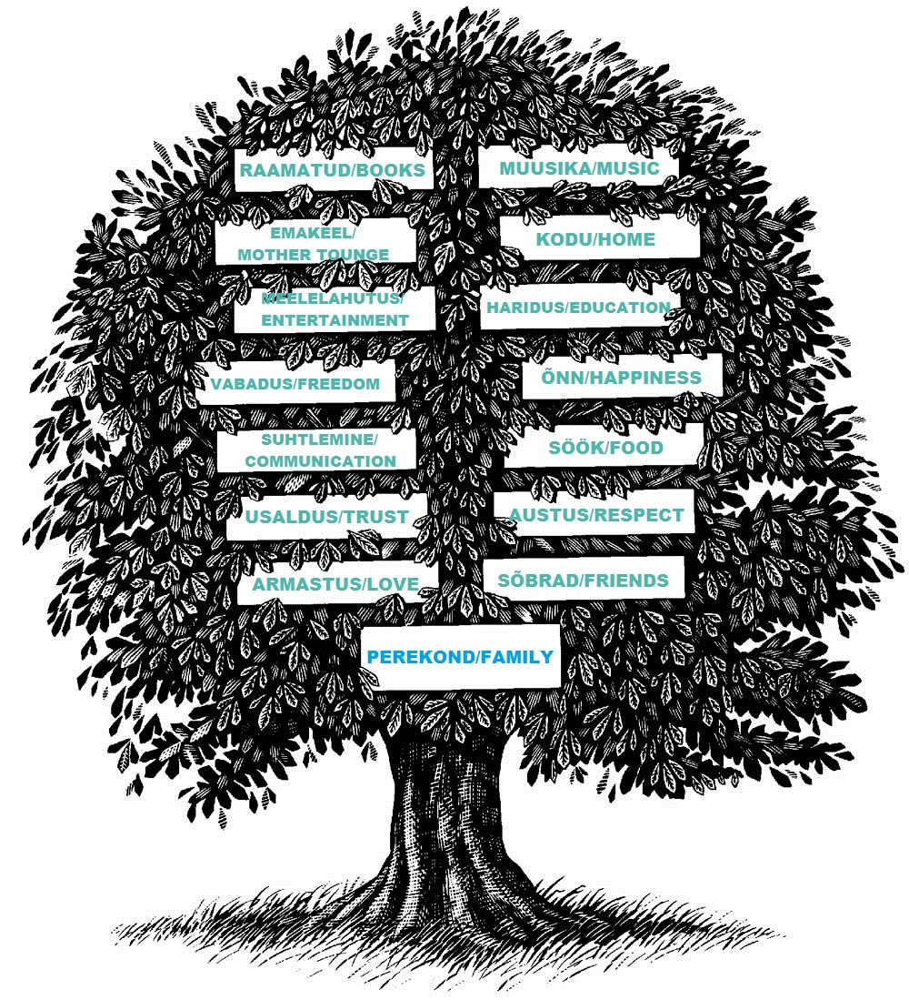 RAAMATUD/BOOKS
MUUSIKA/MUSIC
EMAKEEL/
MOTHER TOUNGE
KODU/HOME
MEELELAHUTUS/
ENTERTAINMENT
HARIDUS/EDUCATION
VABADUS/FREEDOM
ÕNN/HAPPINESS
SUHTLEMINE/
COMMUNICATION
SÖÖK/FOOD
USALDUS/TRUST
AUSTUS/RESPECT
ARMASTUS/LOVE
SÕBRAD/FRIENDS
PEREKOND/FAMILY